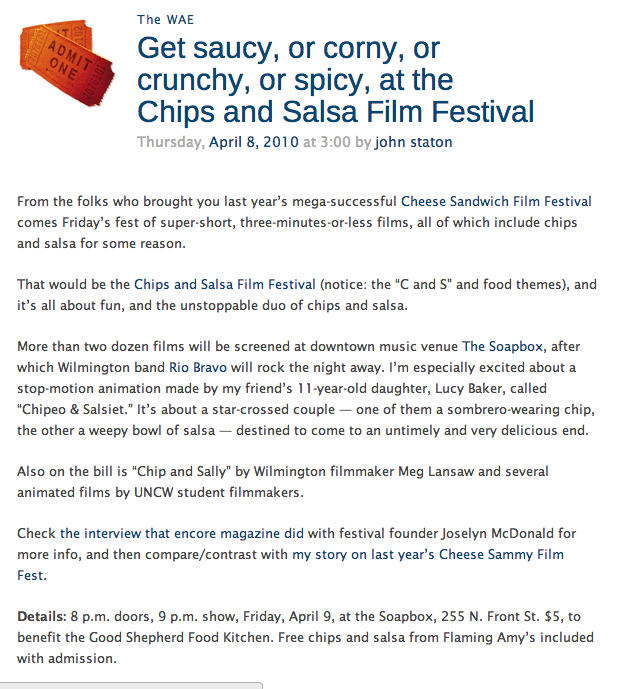 ADMIT
ONE
The WAE
Get saucy, or corny, or
crunchy, or spicy, at the
Chips and Salsa Film Festival
Thursday, April 8, 2010 at 3:00 by john staton
From the folks who brought you last year's mega-successful Cheese Sandwich Film Festival
comes Friday's fest of super-short, three-minutes-or-less films, all of which include chips
and salsa for some reason.
That would be the Chips and Salsa Film Festival (notice: the “C and S” and food themes), and
it's all about fun, and the unstoppable duo of chips and salsa.
More than two dozen films will be screened at downtown music venue The Soapbox, after
which Wilmington band Rio Bravo will rock the night away. I'm especially excited about a
stop-motion animation made by my friend's 11-year-old daughter, Lucy Baker, called
“Chipeo & Salsiet.” It's about a star-crossed couple — one of them a sombrero-wearing chip,
the other a weepy bowl of salsa — destined to come to an untimely and very delicious end.
Also on the bill is “Chip and Sally” by Wilmington filmmaker Meg Lansaw and several
animated films by UNCW student filmmakers.
Check the interview that encore magazine did with festival founder Joselyn McDonald for
more info, and then compare/contrast with my story on last year's Cheese Sammy Film
Fest.
Details: 8 p.m. doors, 9 p.m. show, Friday, April 9, at the Soapbox, 255 N. Front St. $5, to
benefit the Good Shepherd Food Kitchen. Free chips and salsa from Flaming Amy's included
with admission.